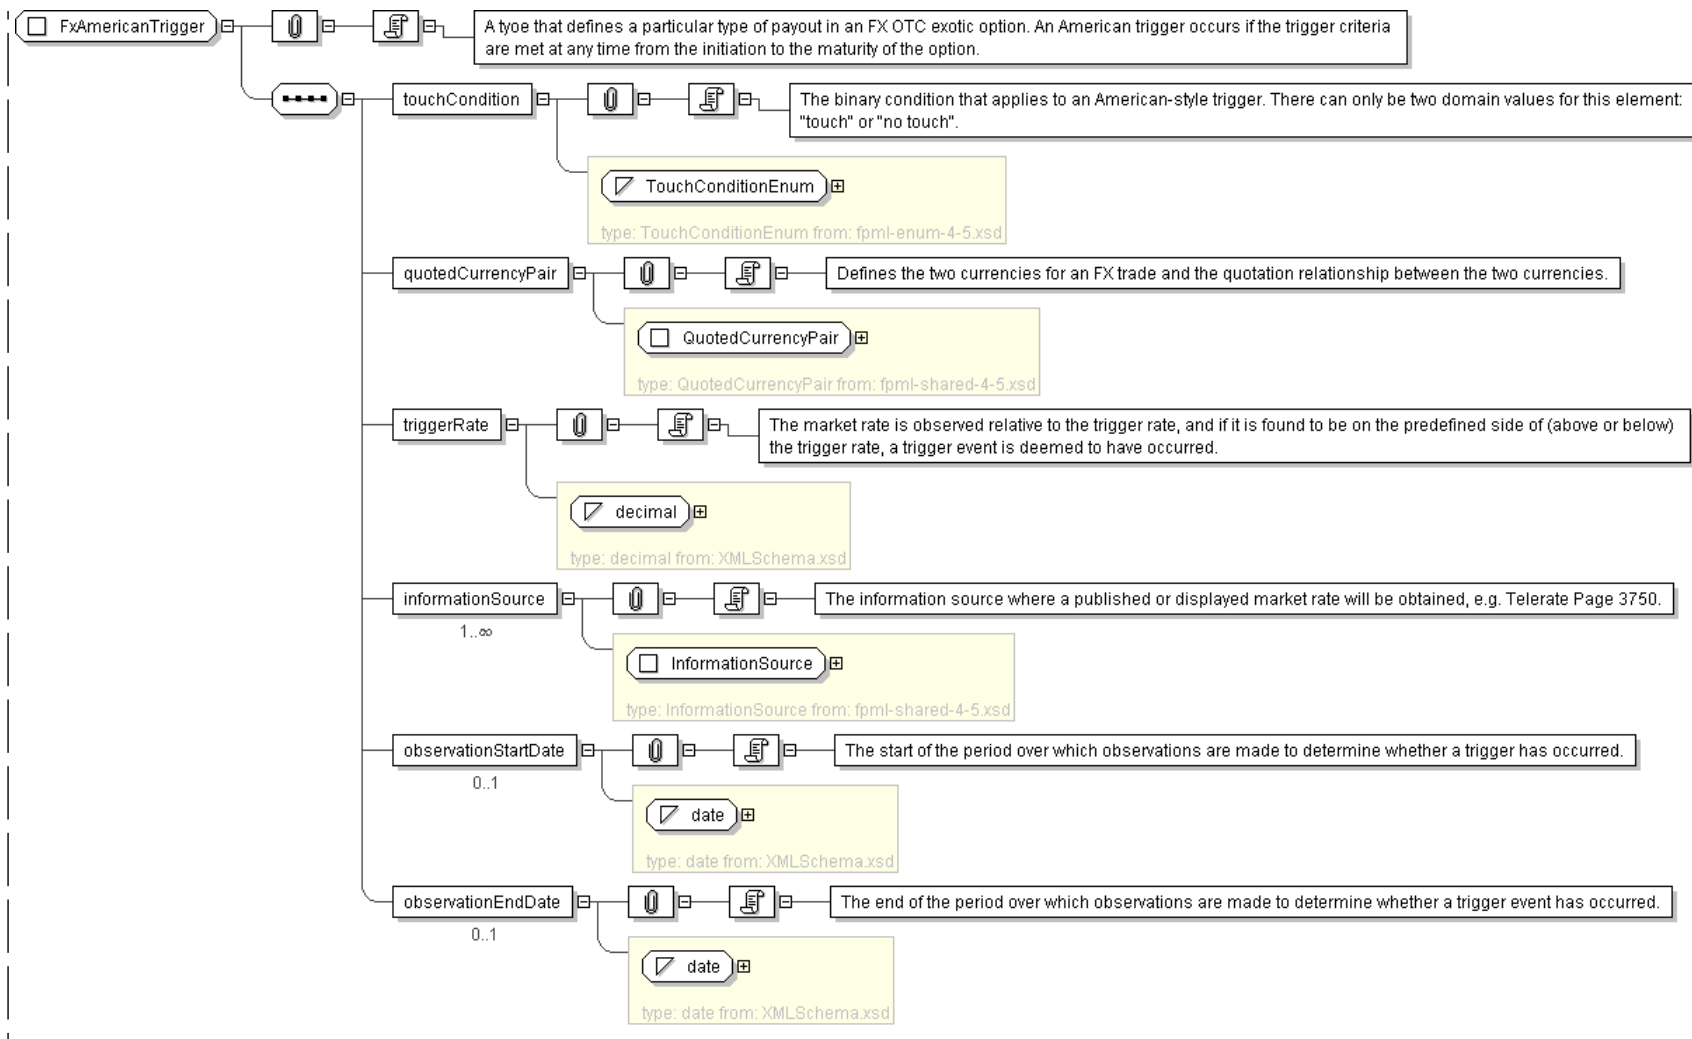 FxAmericanTrigger
A tyoe that defines a particular type of payout in an FX OTC exotic option. An American trigger occurs if the trigger criteria
are met at any time from the initiation to the maturity of the option.
touchCondition
The binary condition that applies to an American-style trigger. There can only be two domain values for this element:
"touch" or "no touch".
TouchConditionEnum
type: TouchConditionEnum from: fpml-enum-4-5.xsd
quotedCurrencyPair
Defines the two currencies for an FX trade and the quotation relationship between the two currencies.
QuotedCurrencyPair
type: QuotedCurrencyPair from: fpml-shared-4-5.xsd
triggerRate
The market rate is observed relative to the trigger rate, and if it is found to be on the predefined side of (above or below)
the trigger rate, a trigger event is deemed to have occurred.
decimal
type: decimal from: XMLSchema.xsd
informationSource
The information source where a published or displayed market rate will be obtained, e.g. Telerate Page 3750.
1..∞
InformationSource
type: InformationSource from: fpml-shared-4-5.xsd
observationStartDate
The start of the period over which observations are made to determine whether a trigger has occurred.
0..1
date
type: date from: XMLSchema.xsd
observationEndDate
The end of the period over which observations are made to determine whether a trigger event has occurred.
0..1
date
type: date from: XMLSchema.xsd